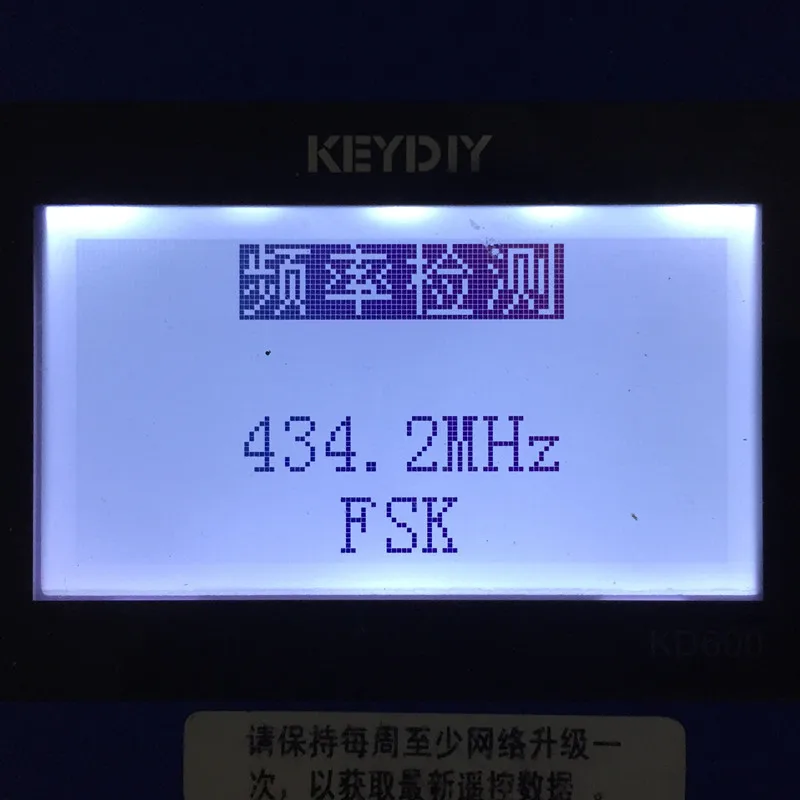 KEYDIY
频率检测
434.2MHz
FSK
KD600
请保持每周至少网络升级一
次，以获取最新遥控数据。